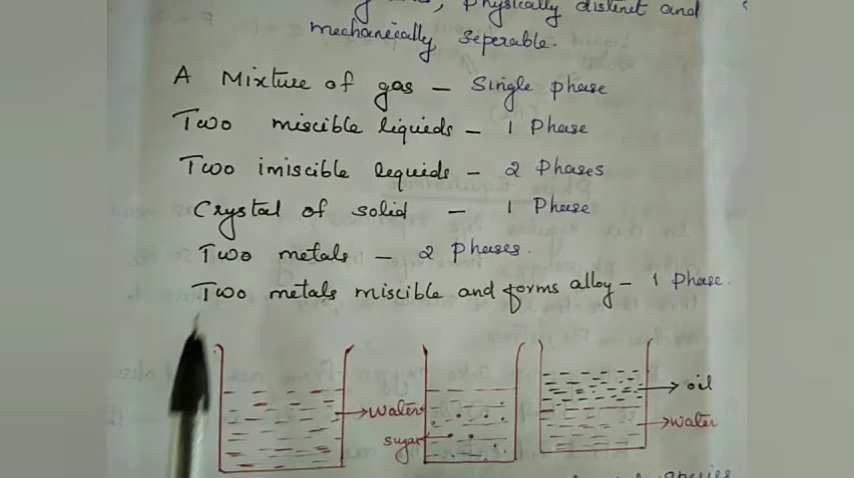 physically distinct and
mechanically seperable.
A Mixture of gas – Single phase
Two miscible liquids – 1 Phase
Two imiscible lequids – 2 Phases
Crystal of solid – 1 Phase
Two metals – 2 Phases.
Two metals miscible and forms alloy – 1 Phase.
Water
sugar
oil
water